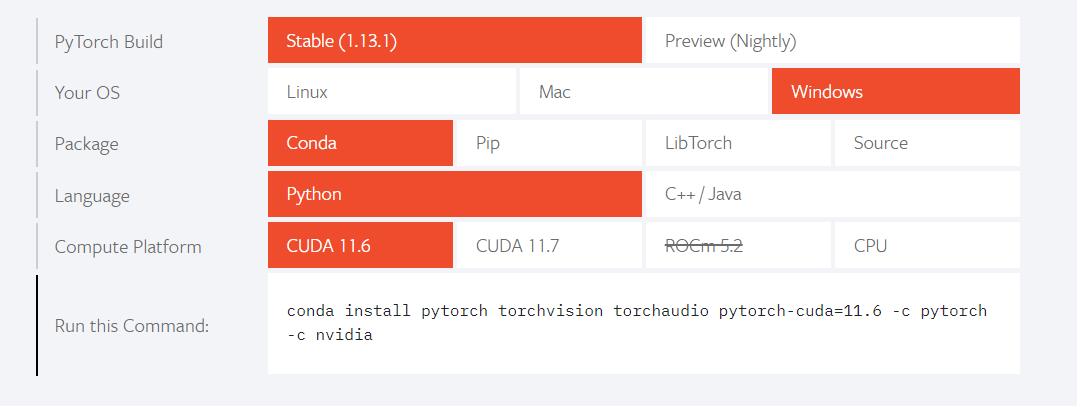 PyTorch Build
Stable (1.13.1)
Preview (Nightly)
Your OS
Linux
Mac
Windows
Package
Conda
Pip
LibTorch
Source
Language
Python
C++ / Java
Compute Platform
CUDA 11.6
CUDA 11.7
ROCm 5.2
CPU
Run this Command:
conda install pytorch torchvision torchaudio pytorch-cuda=11.6 -c pytorch
-c nvidia